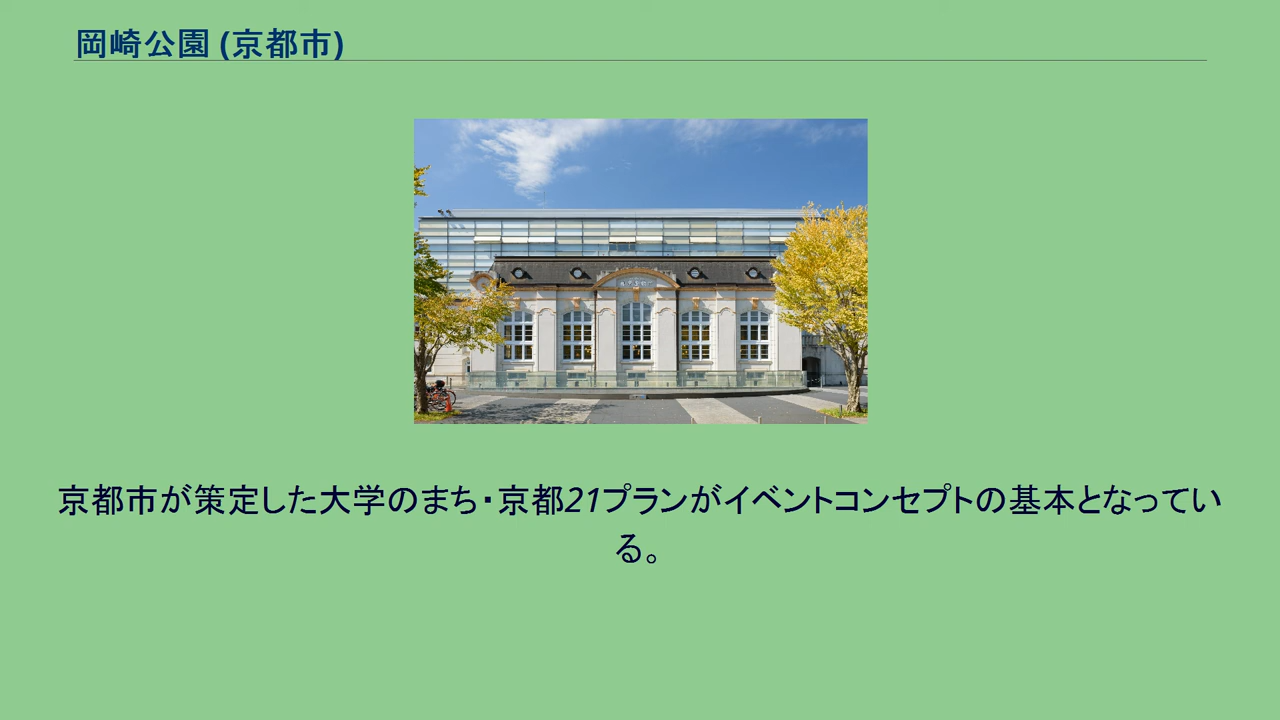 岡崎公園 (京都市)
京都市が策定した大学のまち・京都21プランがイベントコンセプトの基本となってい
る。